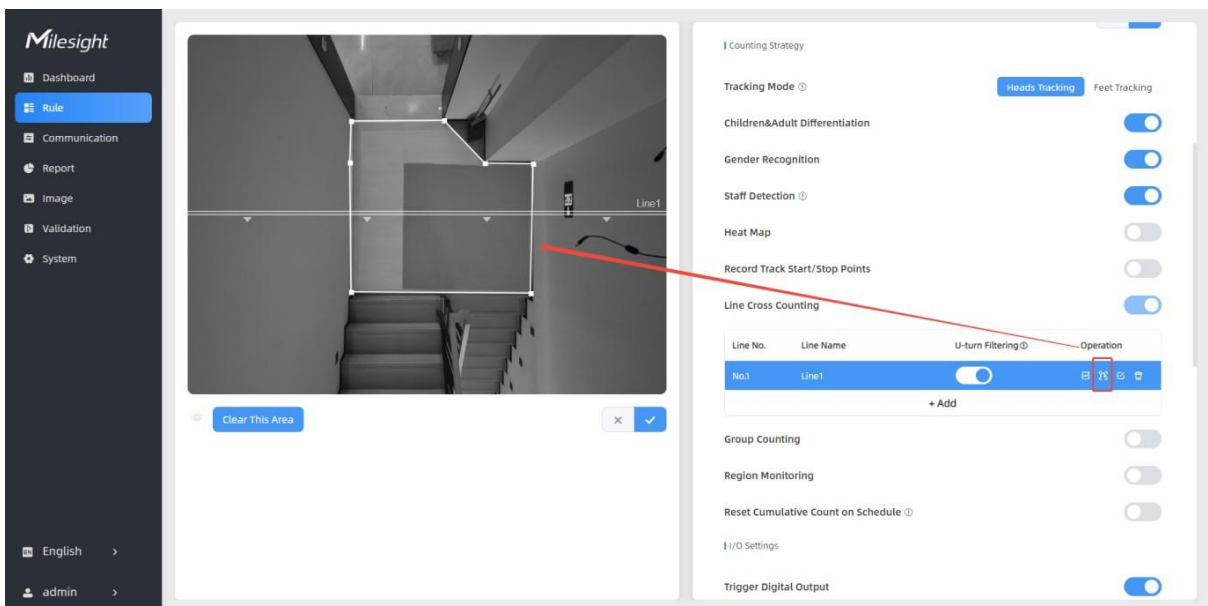 Milesight
Dashboard
Rule
Communication
Report
Image
Validation
System
English
admin
Line1
Clear This Area
Counting Strategy
Tracking Mode
Heads Tracking
Feet Tracking
Children&Adult Differentiation
Gender Recognition
Staff Detection
Heat Map
Record Track Start/Stop Points
Line Cross Counting
Line No. Line Name U-turn Filtering Operation
No.1 Line1
+ Add
Group Counting
Region Monitoring
Reset Cumulative Count on Schedule
I/O Settings
Trigger Digital Output